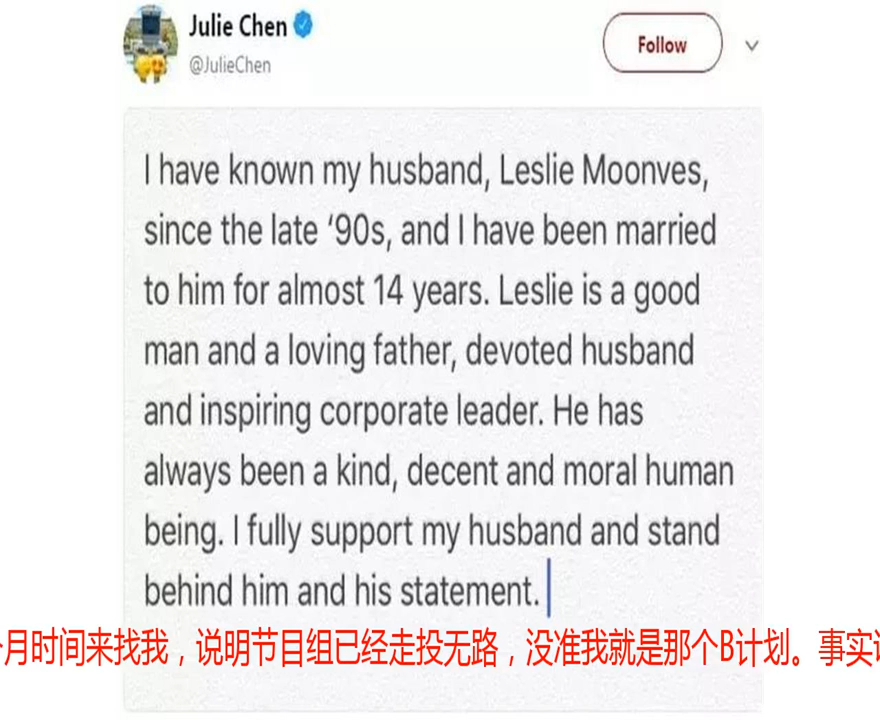 Julie Chen
@JulieChen
Follow
I have known my husband, Leslie Moonves,
since the late ‘90s, and I have been married
to him for almost 14 years. Leslie is a good
man and a loving father, devoted husband
and inspiring corporate leader. He has
always been a kind, decent and moral human
being. I fully support my husband and stand
behind him and his statement.
月时间来找我，说明节目组已经走投无路，没准我就是那个B计划。事实